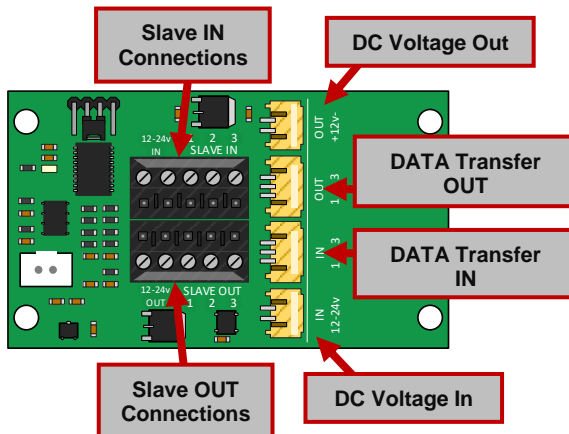 Slave IN
Connections
DC Voltage Out
12-24v 1 2 3
IN SLAVE IN
OUT
+12v-
DATA Transfer
OUT
OUT
1 3
IN
1 3
DATA Transfer
IN
12-24v SLAVE OUT
OUT 1 2 3
IN
12-24v
Slave OUT
Connections
DC Voltage In